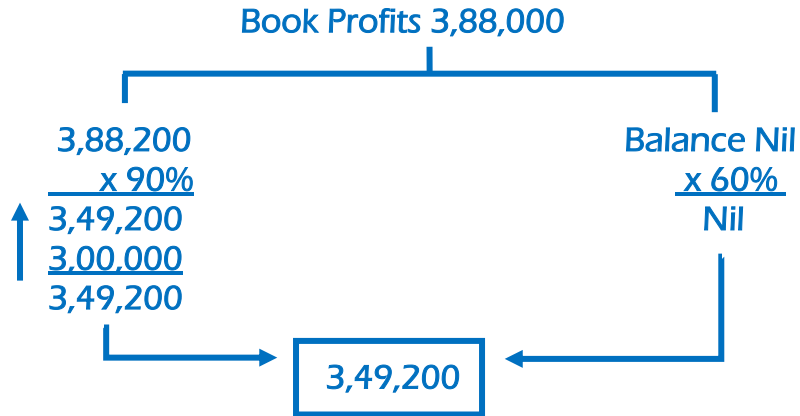 Book Profits 3,88,000
3,88,200
x 90%
3,49,200
3,00,000
3,49,200
Balance Nil
x 60%
Nil
3,49,200